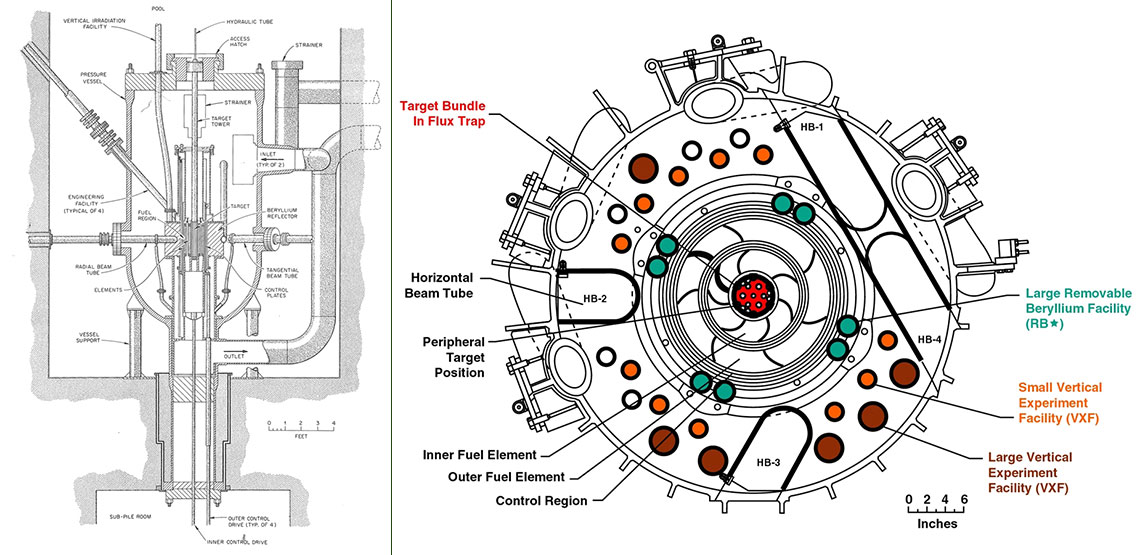 POOL
VERTICAL IRRADIATION
FACILITY
HYDRAULIC TUBE
ACCESS
HATCH
STRAINER
PRESSURE
VESSEL
STRAINER
TARGET
TOWER
INLET
(TYP. OF 2)
ENGINEERING
FACILITY
(TYPICAL OF 4)
FUEL
REGION
TARGET
BERYLLIUM
REFLECTOR
RADIAL BEAM
TUBE
TANGENTIAL
BEAM TUBE
ELEMENTS
CONTROL
PLATES
VESSEL
SUPPORT
OUTLET
0 1 2 3 4
FEET
SUB-PILE ROOM
OUTER CONTROL
DRIVE (TYP. OF 4)
INNER CONTROL DRIVE
Target Bundle
In Flux Trap
HB-1
Horizontal
Beam Tube
HB-2
Large Removable
Beryllium Facility
(RB★)
HB-4
Peripheral
Target
Position
Small Vertical
Experiment
Facility (VXF)
Inner Fuel Element
Outer Fuel Element
Control Region
HB-3
Large Vertical
Experiment
Facility (VXF)
0 2 4 6
Inches